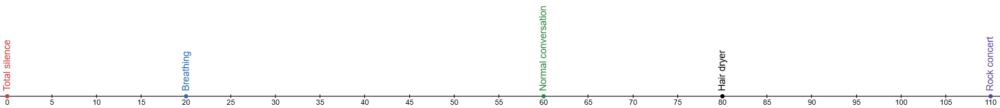 Total silence
Breathing
Normal conversation
Hair dryer
Rock concert
0 5 10 15 20 25 30 35 40 45 50 55 60 65 70 75 80 85 90 95 100 105 110